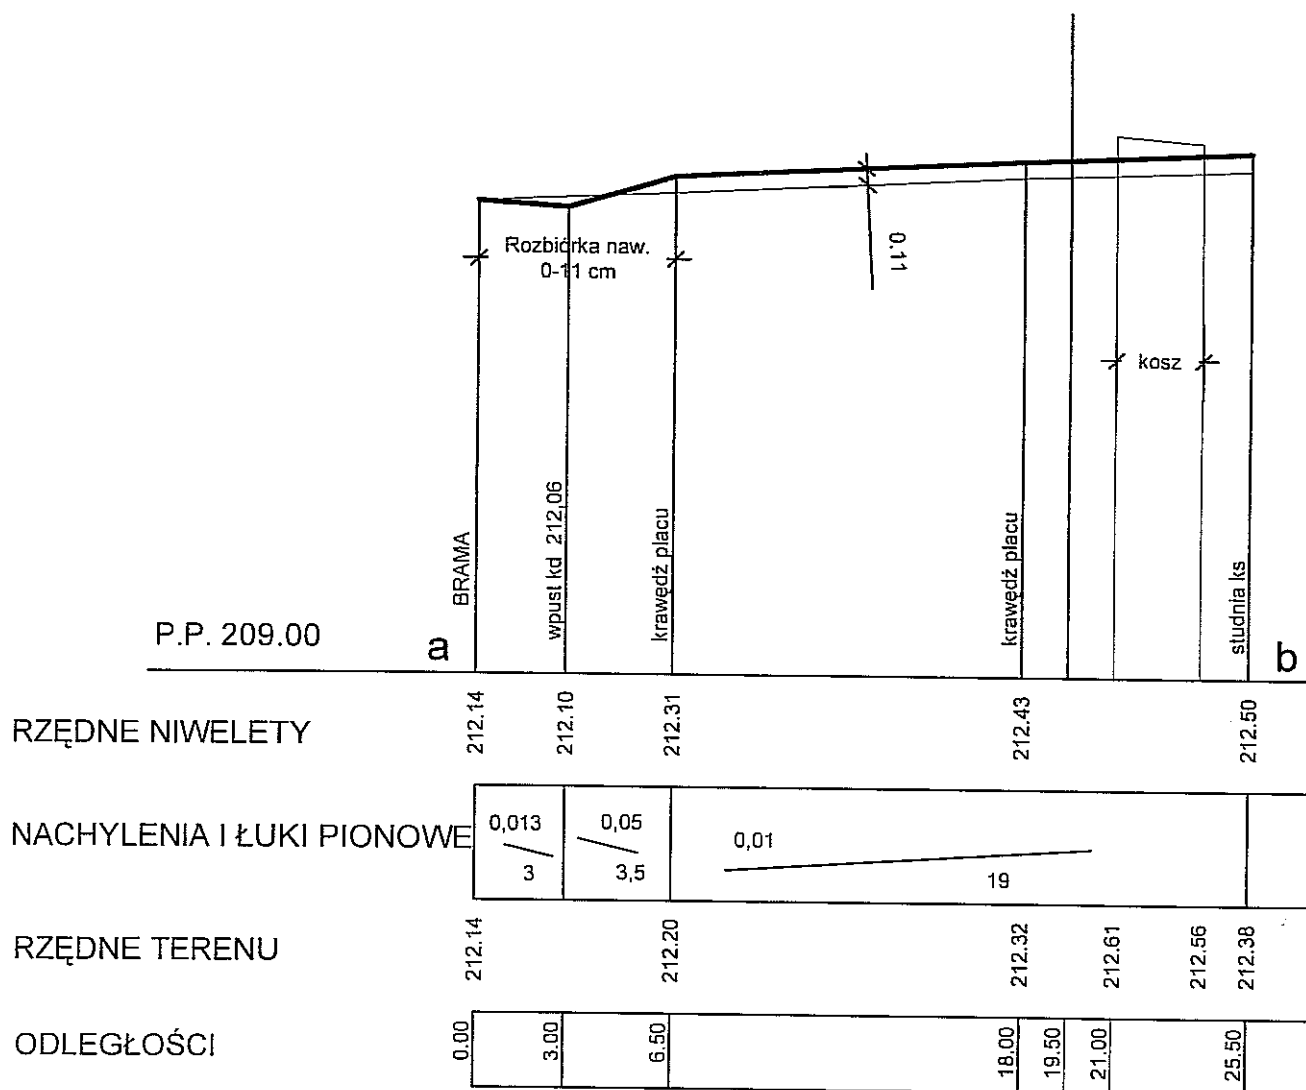 Rozbiórka naw.
0-11 cm
0.11
kosz
BRAMA
wpust kd 212,06
krawędź placu
krawędź placu
studnia ks
P.P. 209.00
a
b
RZĘDNE NIWELETY
212.14
212.10
212.31
212.43
212.50
NACHYLENIA I ŁUKI PIONOWE
0,013
3
0,05
3,5
0,01
19
RZĘDNE TERENU
212.14
212.20
212.32
212.61
212.56
212.38
ODLEGŁOŚCI
0.00
3.00
6.50
18.00
19.50
21.00
25.50